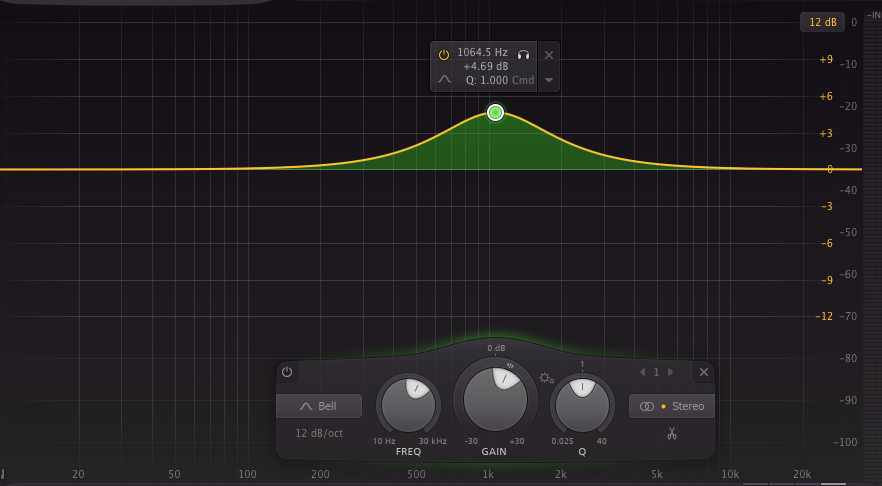 12 dB 0 -IN
1064.5 Hz
+4.69 dB
Q: 1.000 Cmd
+9 -10
+6 -20
+3 -30
0 -40
-3 -50
-6 -60
-9
-12 -70
-80
-90
-100
0 dB
1
1
Bell
Stereo
12 dB/oct
10 Hz 30 kHz
FREQ
-30 +30
GAIN
0.025 40
Q
20 50 100 200 500 1k 2k 5k 10k 20k